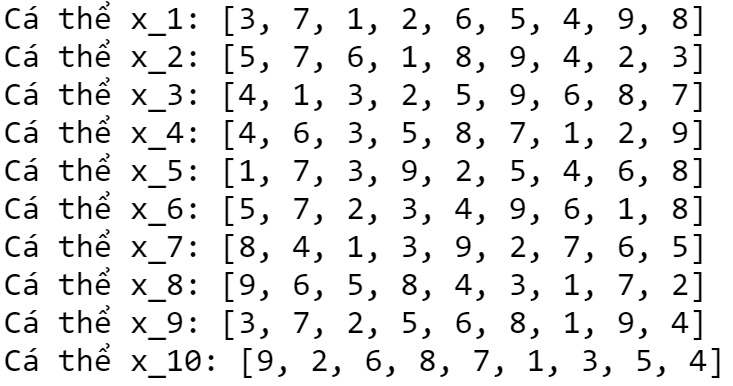 Cá thể x_1: [3, 7, 1, 2, 6, 5, 4, 9, 8]
Cá thể x_2: [5, 7, 6, 1, 8, 9, 4, 2, 3]
Cá thể x_3: [4, 1, 3, 2, 5, 9, 6, 8, 7]
Cá thể x_4: [4, 6, 3, 5, 8, 7, 1, 2, 9]
Cá thể x_5: [1, 7, 3, 9, 2, 5, 4, 6, 8]
Cá thể x_6: [5, 7, 2, 3, 4, 9, 6, 1, 8]
Cá thể x_7: [8, 4, 1, 3, 9, 2, 7, 6, 5]
Cá thể x_8: [9, 6, 5, 8, 4, 3, 1, 7, 2]
Cá thể x_9: [3, 7, 2, 5, 6, 8, 1, 9, 4]
Cá thể x_10: [9, 2, 6, 8, 7, 1, 3, 5, 4]